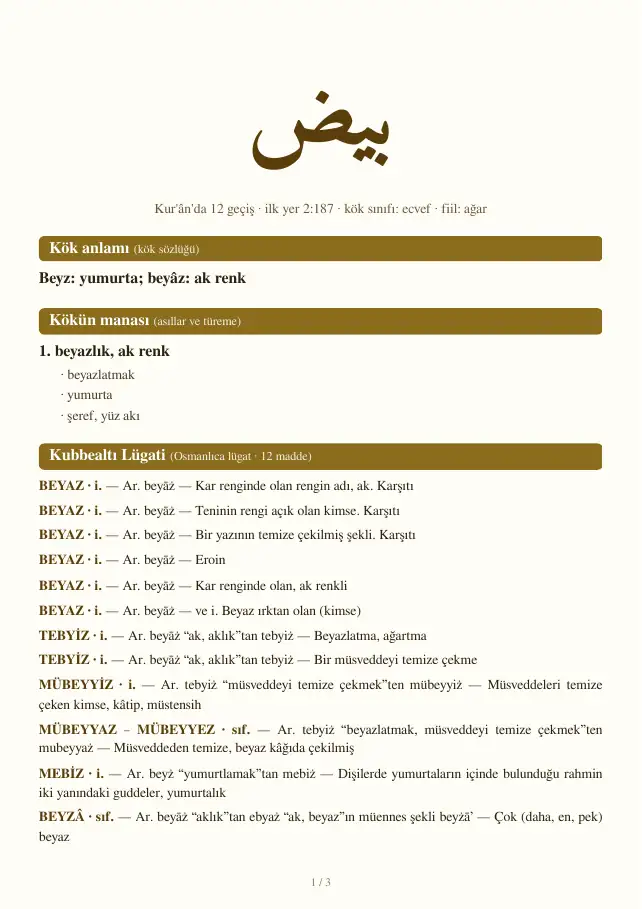 بيض
Kur'ân'da 12 geçiş · ilk yer 2:187 · kök sınıfı: ecvef · fiil: ağar
Kök anlamı (kök sözlüğü)
Beyz: yumurta; beyâz: ak renk
Kökün manası (asıllar ve türeme)
1. beyazlık, ak renk
· beyazlatmak
· yumurta
· şeref, yüz akı
Kubbealtı Lügati (Osmanlıca lügat · 12 madde)
BEYAZ · i. — Ar. beyāż — Kar renginde olan rengin adı, ak. Karşıtı
BEYAZ · i. — Ar. beyāż — Teninin rengi açık olan kimse. Karşıtı
BEYAZ · i. — Ar. beyāż — Bir yazının temize çekilmiş şekli. Karşıtı
BEYAZ · i. — Ar. beyāż — Eroin
BEYAZ · i. — Ar. beyāż — Kar renginde olan, ak renkli
BEYAZ · i. — Ar. beyāż — ve i. Beyaz ırktan olan (kimse)
TEBYİZ · i. — Ar. beyāż “ak, aklık”tan tebyiż — Beyazlatma, ağartma
TEBYİZ · i. — Ar. beyāż “ak, aklık”tan tebyiż — Bir müsveddeyi temize çekme
MÜBEYYİZ · i. — Ar. tebyiż “müsveddeyi temize çekmek”ten mübeyyiż — Müsveddeleri temize
çeken kimse, kâtip, müstensih
MÜBEYYAZ – MÜBEYYEZ · sıf. — Ar. tebyiż “beyazlatmak, müsveddeyi temize çekmek”ten
mubeyyaż — Müsveddeden temize, beyaz kâğıda çekilmiş
MEBİZ · i. — Ar. beyż “yumurtlamak”tan mebiż — Dişilerde yumurtaların içinde bulunduğu rahmin
iki yanındaki guddeler, yumurtalık
BEYZÂ · sıf. — Ar. beyāż “aklık”tan ebyaż “ak, beyaz”ın müennes şekli beyżā’ — Çok (daha, en, pek)
beyaz
1 / 3